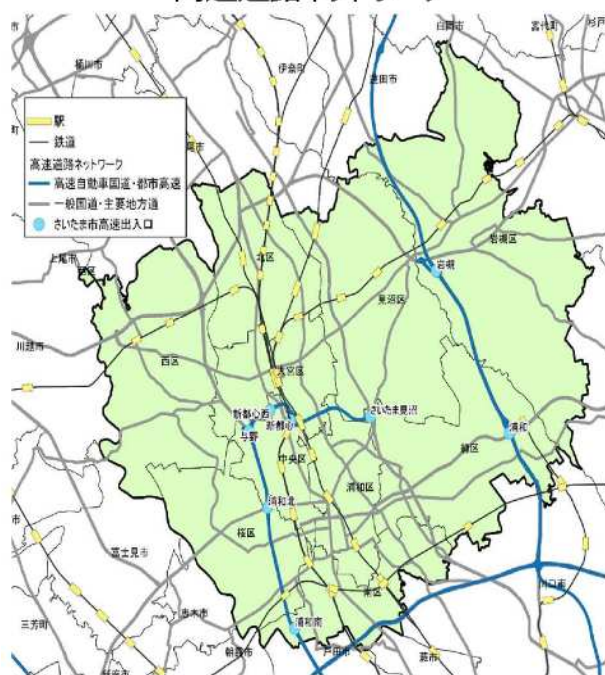 白岡市
宮代町
杉戸
桶川市
伊奈町
蓮田市
駅
鉄道
高速道路ネットワーク
高速自動車国道・都市高速
一般国道・主要地方道
さいたま市高速出入口
尾市
上尾市
西区
北区
岩槻区
岩槻
見沼区
川越市
西区
大宮区
新都心西
新都心
さいたま見沼
与野
中央区
浦和
緑区
浦和区
浦和北
桜区
富士見市
南区
川口市
三芳町
志木市
浦和南
朝霞市
戸田市
蕨市